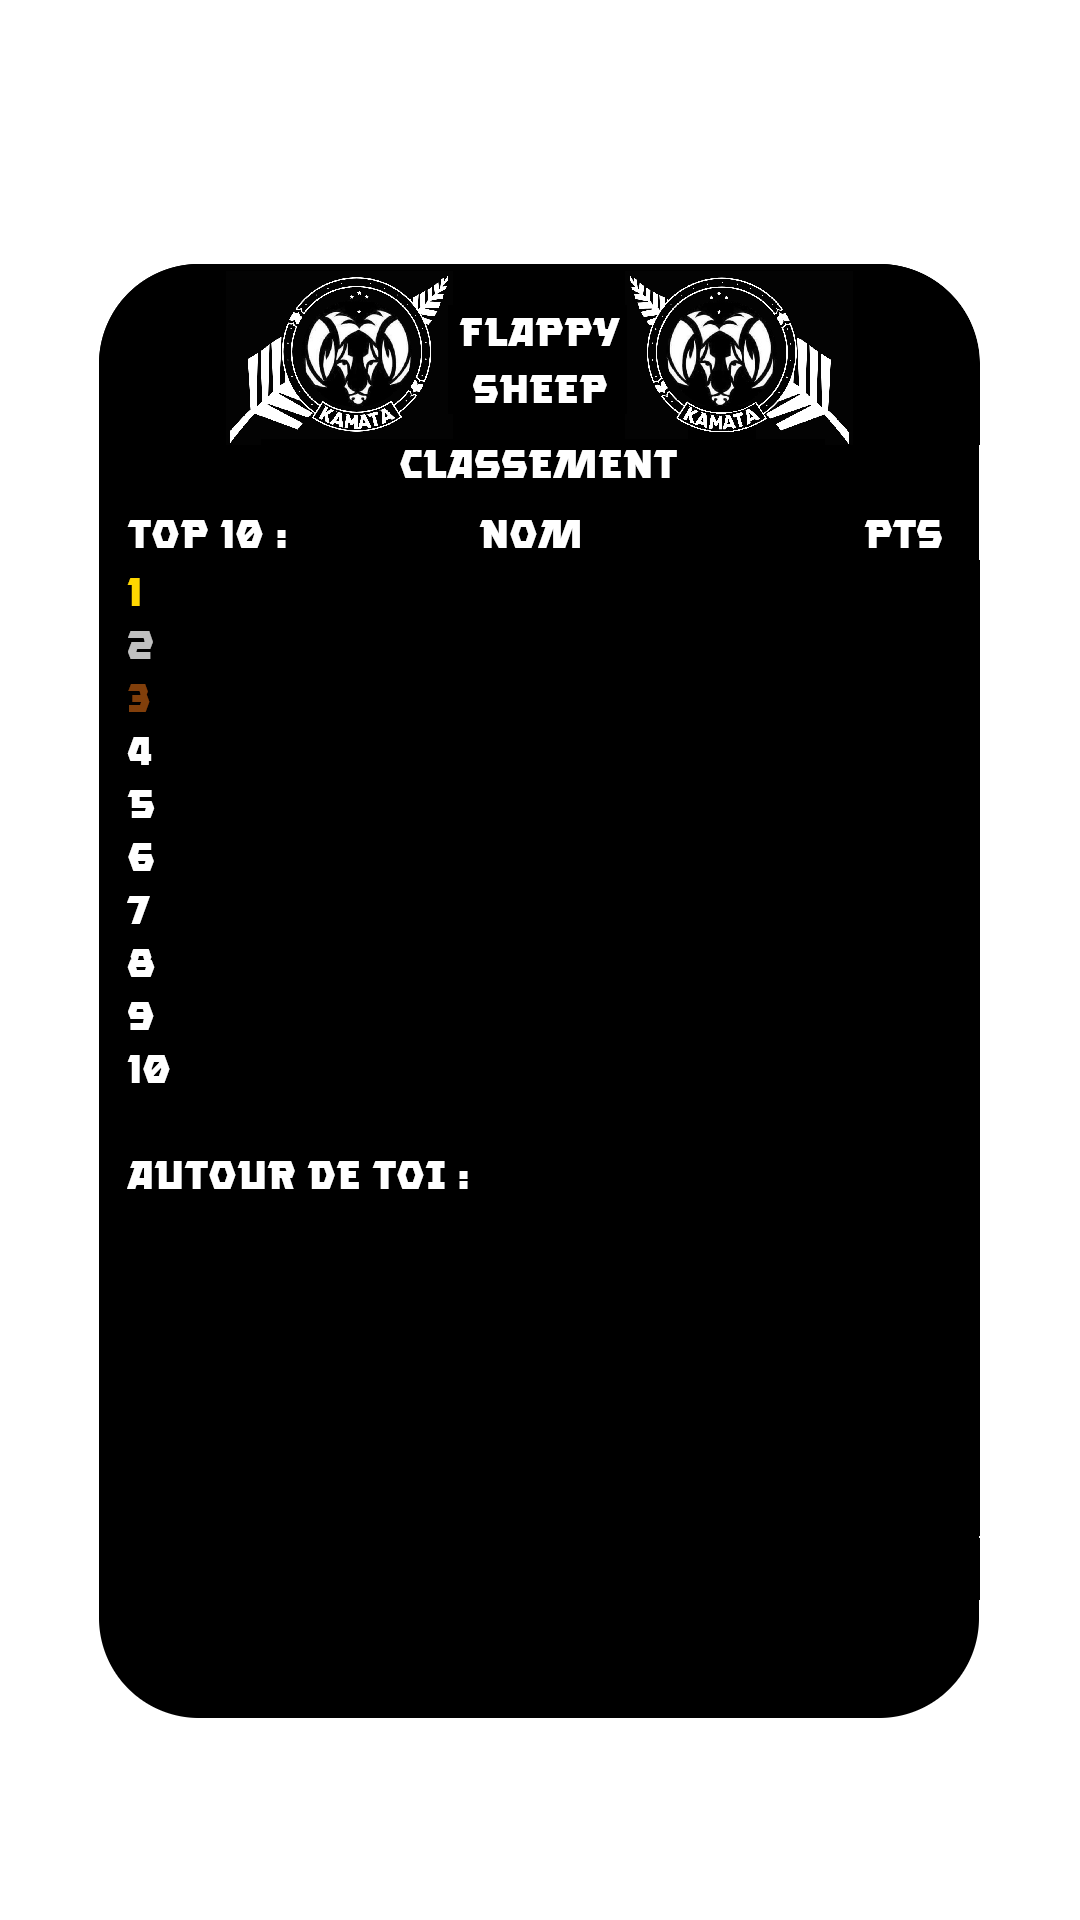 FLAPPY
SHEEP
KAMATA KAMATA
CLASSEMENT
TOP 10 : NOM PTS
1
2
3
4
5
6
7
8
9
10
AUTOUR DE TOI :